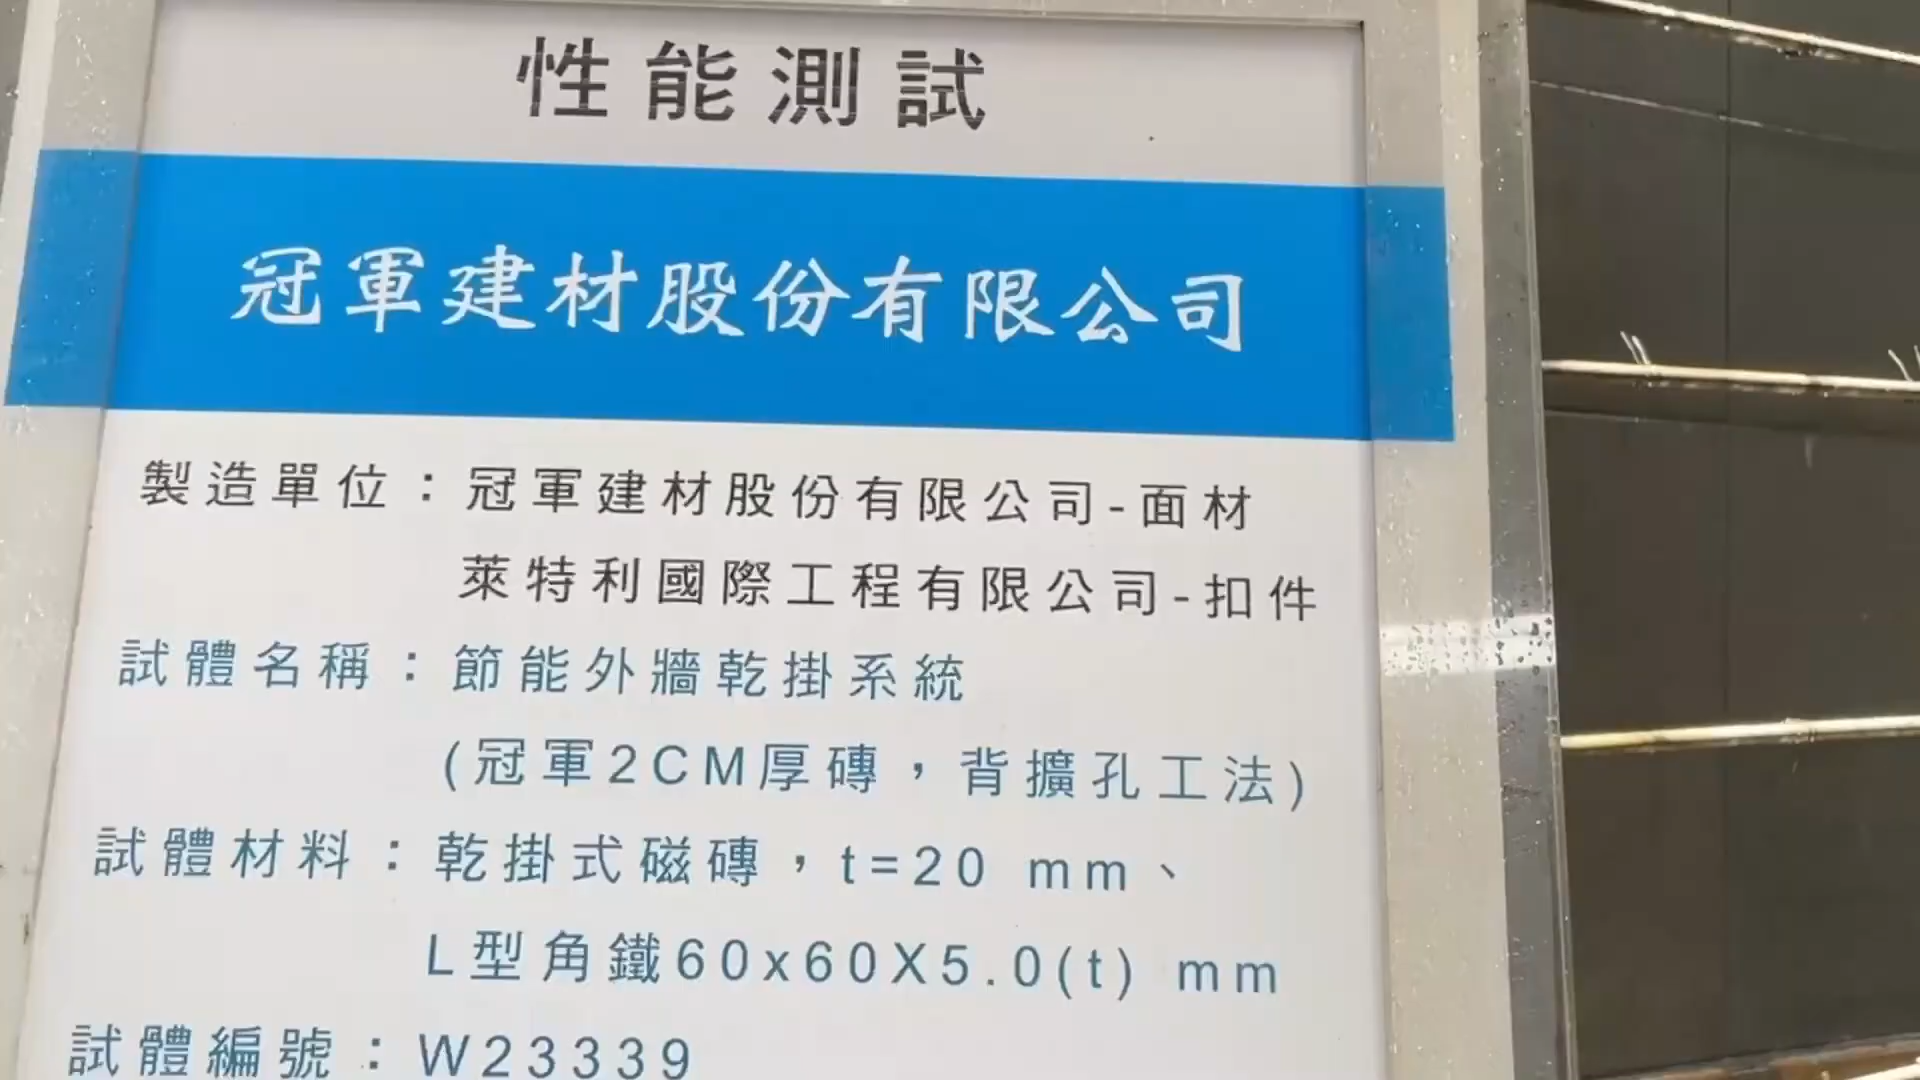 性能測試
冠軍建材股份有限公司
製造單位：冠軍建材股份有限公司-面材
萊特利國際工程有限公司-扣件
試體名稱：節能外牆乾掛系統
(冠軍2CM厚磚，背擴孔工法)
試體材料：乾掛式磁磚，t=20 mm、
L型角鐵60x60X5.0(t) mm
試體編號：W23339